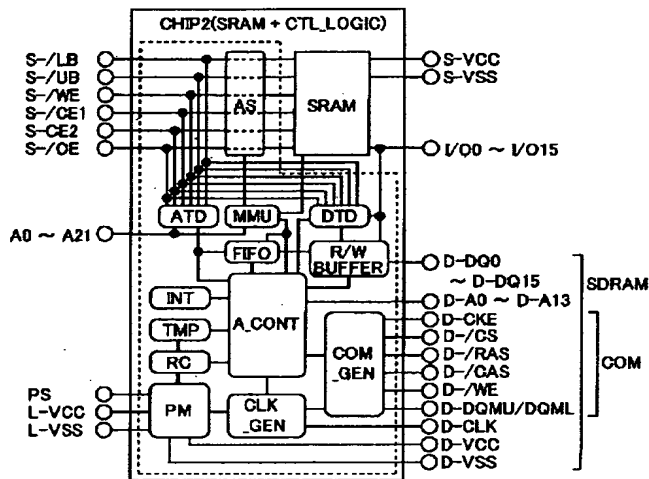 CHIP2(SRAM + CTL_LOGIC)
S-/LB
S-/UB
S-/WE
S-/CE1
S-CE2
S-/OE
AS
SRAM
S-VCC
S-VSS
I/O0 ~ I/O15
ATD
MMU
DTD
A0 ~ A21
FIFO
R/W
BUFFER
D-DQ0
~ D-DQ15
SDRAM
INT
A_CONT
D-A0 ~ D-A13
TMP
RC
COM
_GEN
D-CKE
D-/CS
D-/RAS
D-/CAS
D-/WE
D-DQMU/DQML
COM
PS
L-VCC
L-VSS
PM
CLK
_GEN
D-CLK
D-VCC
D-VSS